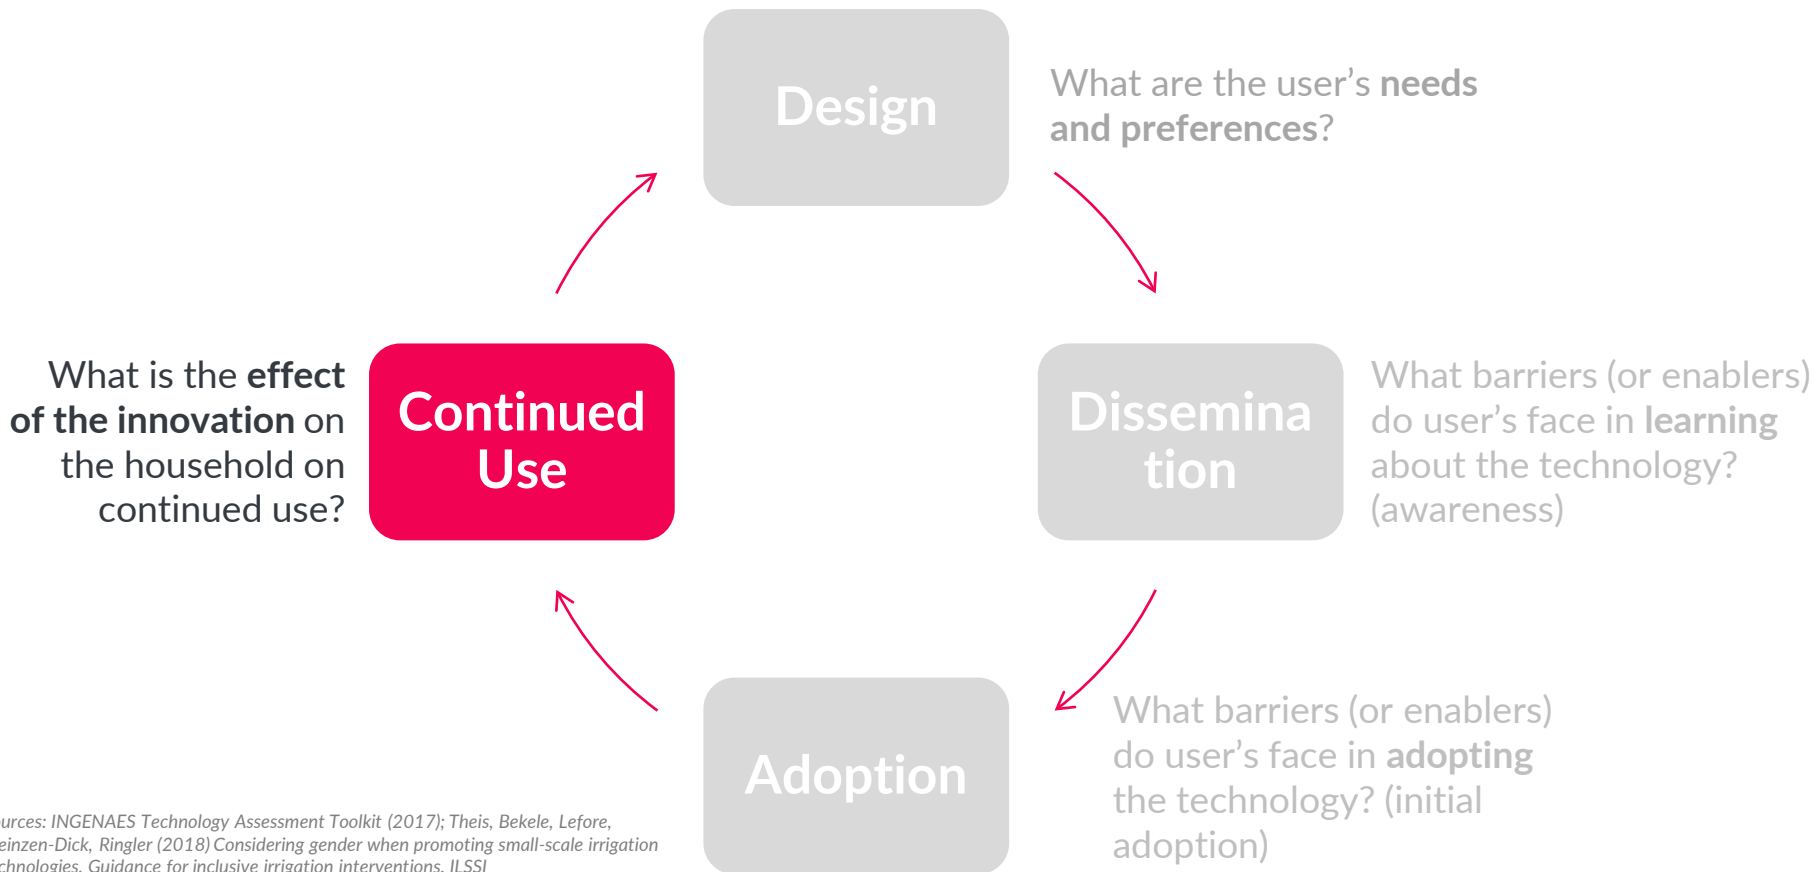 Design
What are the user's needs
and preferences?
What is the effect
of the innovation on
the household on
continued use?
Continued
Use
Dissemina
tion
What barriers (or enablers)
do user's face in learning
about the technology?
(awareness)
Adoption
What barriers (or enablers)
do user's face in adopting
the technology? (initial
adoption)
urces: INGENAES Technology Assessment Toolkit (2017); Theis, Bekele, Lefore,
einzen-Dick, Ringler (2018) Considering gender when promoting small-scale irrigation
chnologies. Guidance for inclusive irrigation interventions. ILSSI